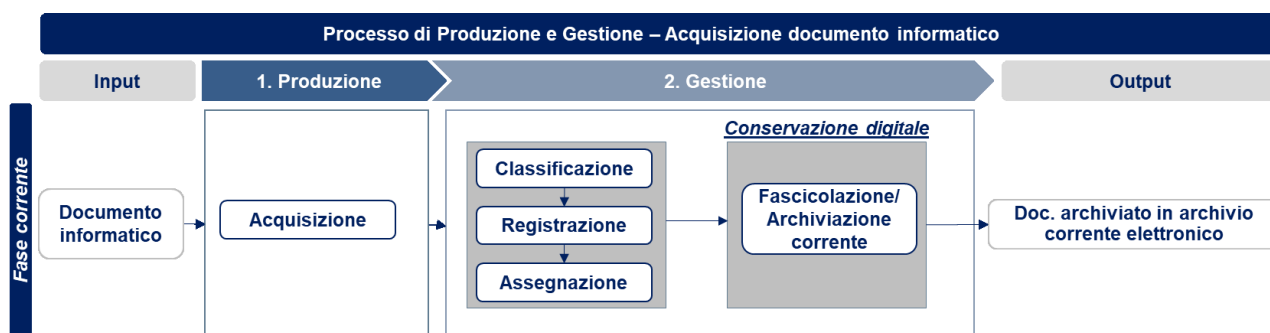 Processo di Produzione e Gestione – Acquisizione documento informatico
Input
1. Produzione
2. Gestione
Output
Fase corrente
Documento
informatico
Acquisizione
Classificazione
Registrazione
Assegnazione
Conservazione digitale
Fascicolazione/
Archiviazione
corrente
Doc. archiviato in archivio
corrente elettronico